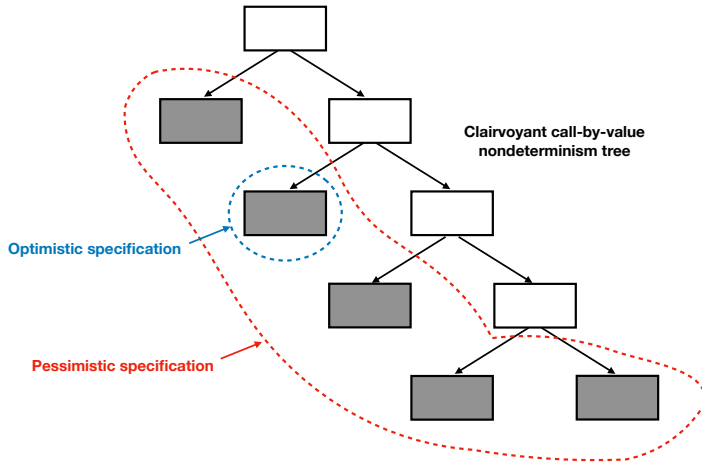 Clairvoyant call-by-value
nondeterminism tree
Optimistic specification
Pessimistic specification